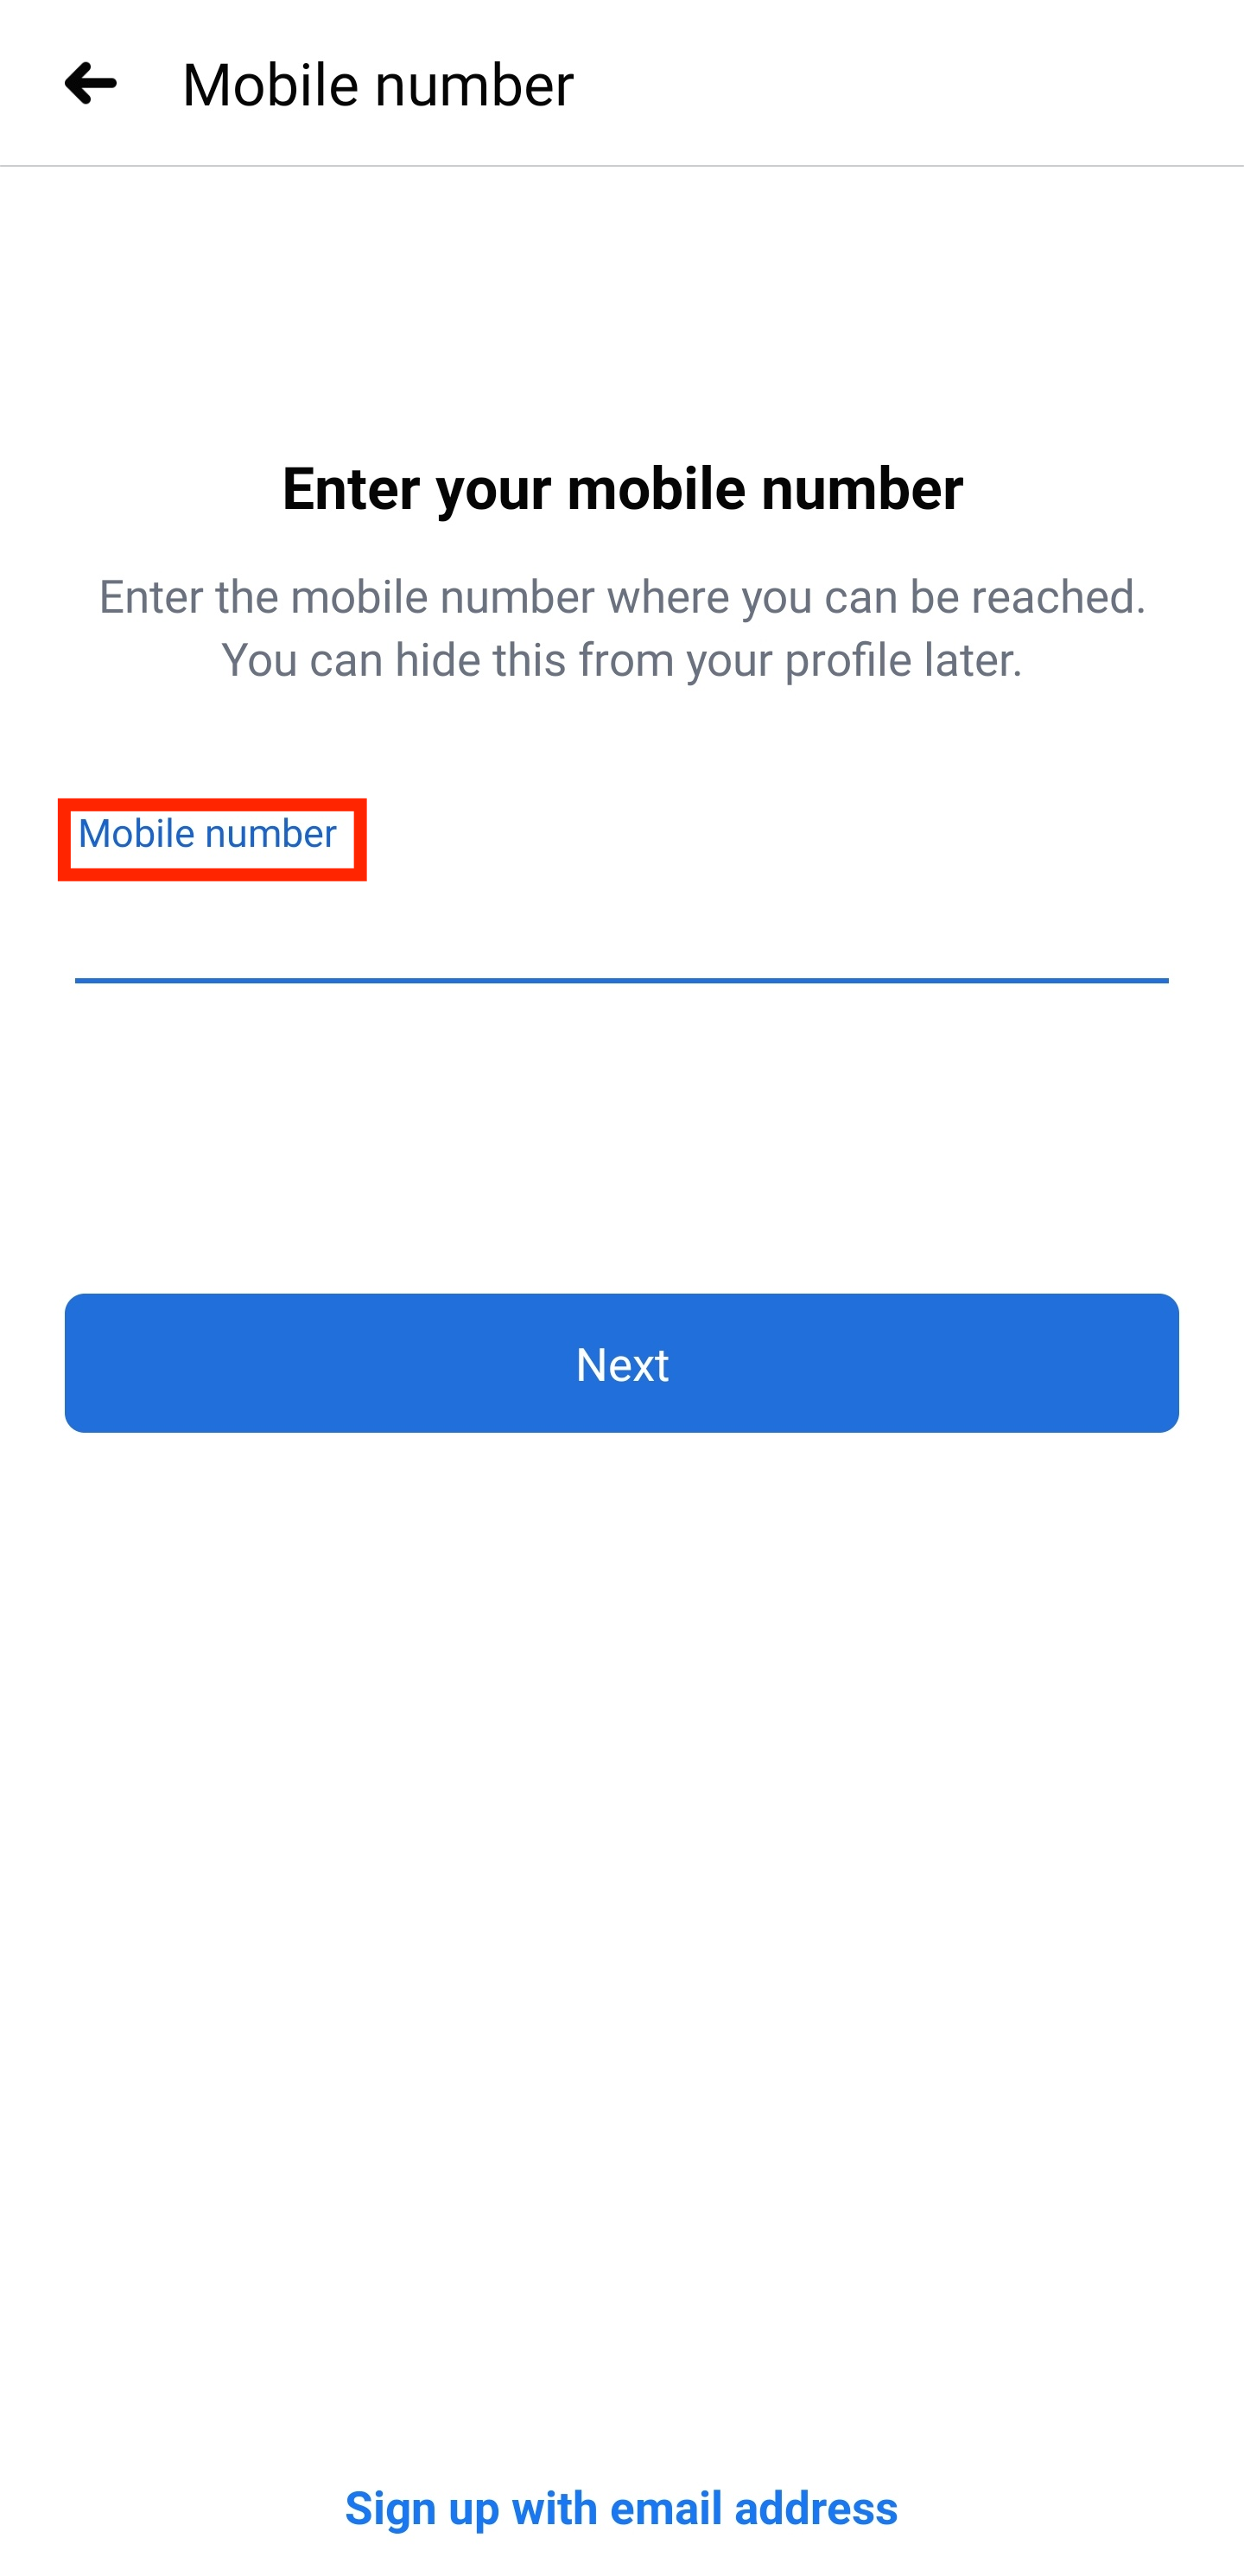 Mobile number
Enter your mobile number
Enter the mobile number where you can be reached.
You can hide this from your profile later.
Mobile number
Next
Sign up with email address